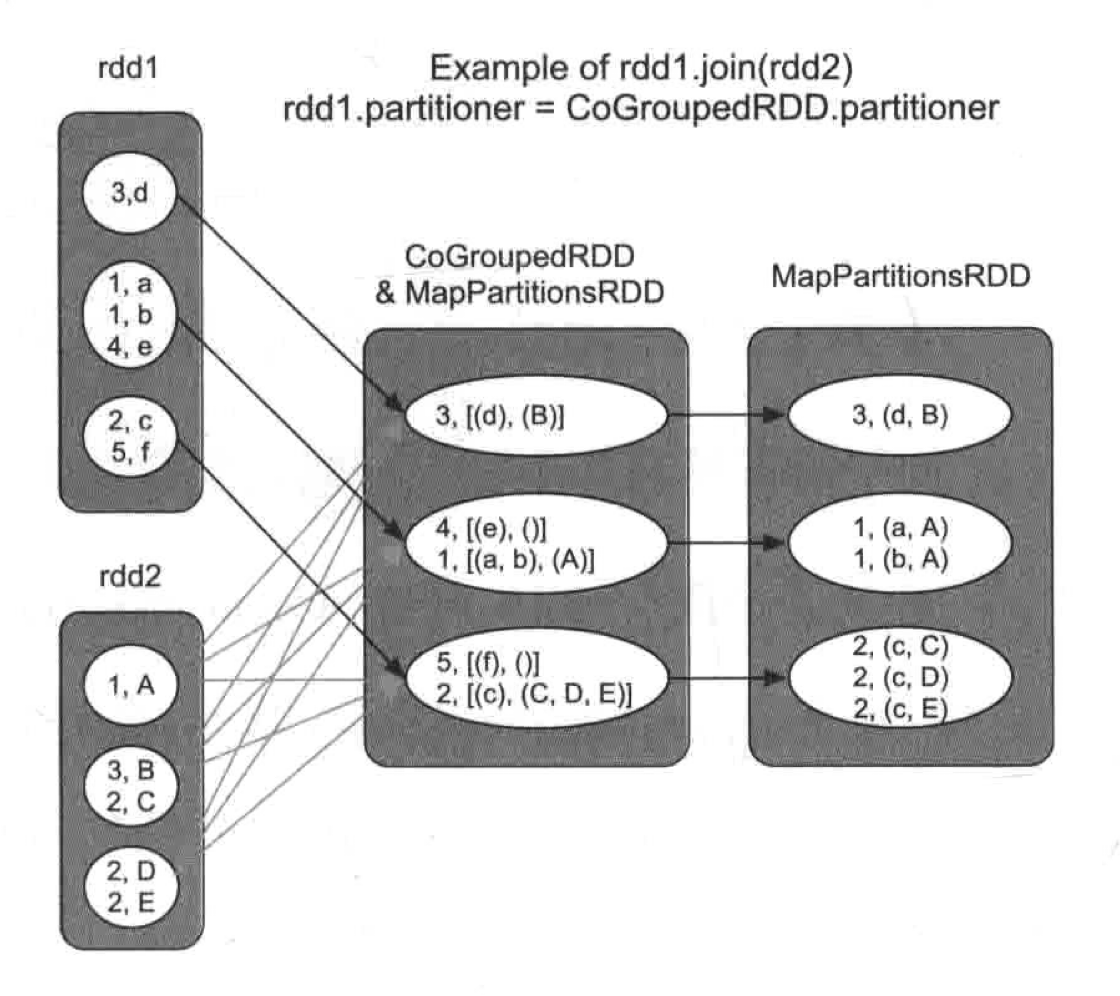 rdd1
Example of rdd1.join(rdd2)
rdd1.partitioner = CoGroupedRDD.partitioner
3,d
1, a
1, b
4, e
2, c
5, f
rdd2
1, A
3, B
2, C
2, D
2, E
CoGroupedRDD
& MapPartitionsRDD
3, [(d), (B)]
4, [(e), ()]
1, [(a, b), (A)]
5, [(f), ()]
2, [(c), (C, D, E)]
MapPartitionsRDD
3, (d, B)
1, (a, A)
1, (b, A)
2, (c, C)
2, (c, D)
2, (c, E)